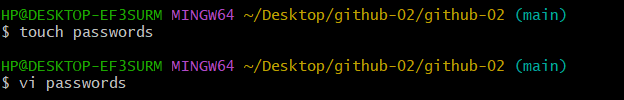 HP@DESKTOP-EF3SURM MINGW64 ~/Desktop/github-02/github-02 (main)
$ touch passwords
HP@DESKTOP-EF3SURM MINGW64 ~/Desktop/github-02/github-02 (main)
$ vi passwords